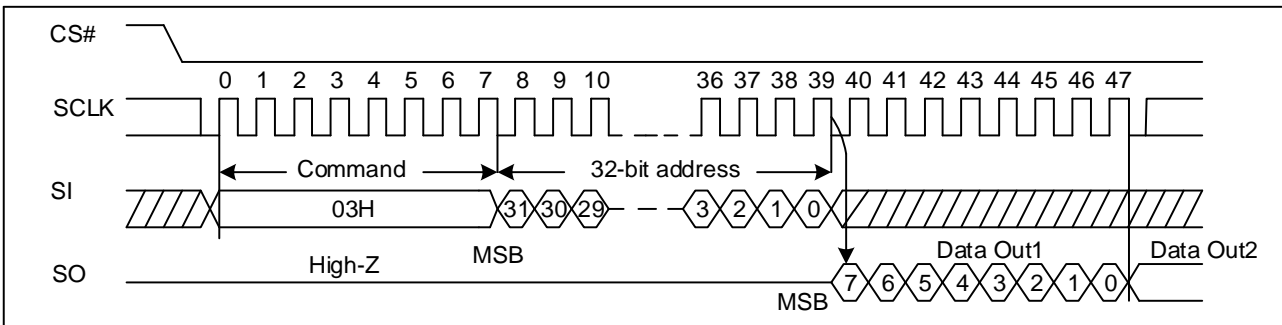 CS#
0 1 2 3 4 5 6 7 8 9 10 36 37 38 39 40 41 42 43 44 45 46 47
SCLK
Command 32-bit address
SI
03H 31 30 29 3 2 1 0
MSB
High-Z
Data Out1 Data Out2
SO
7 6 5 4 3 2 1 0
MSB